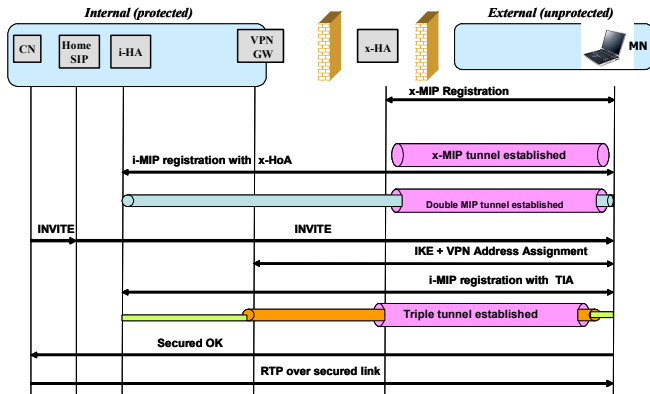 Internal (protected)
External (unprotected)
CN
Home
SIP
i-HA
VPN
GW
x-HA
MN
x-MIP Registration
x-MIP tunnel established
i-MIP registration with x-HoA
Double MIP tunnel established
INVITE
INVITE
IKE + VPN Address Assignment
i-MIP registration with TIA
Triple tunnel established
Secured OK
RTP over secured link